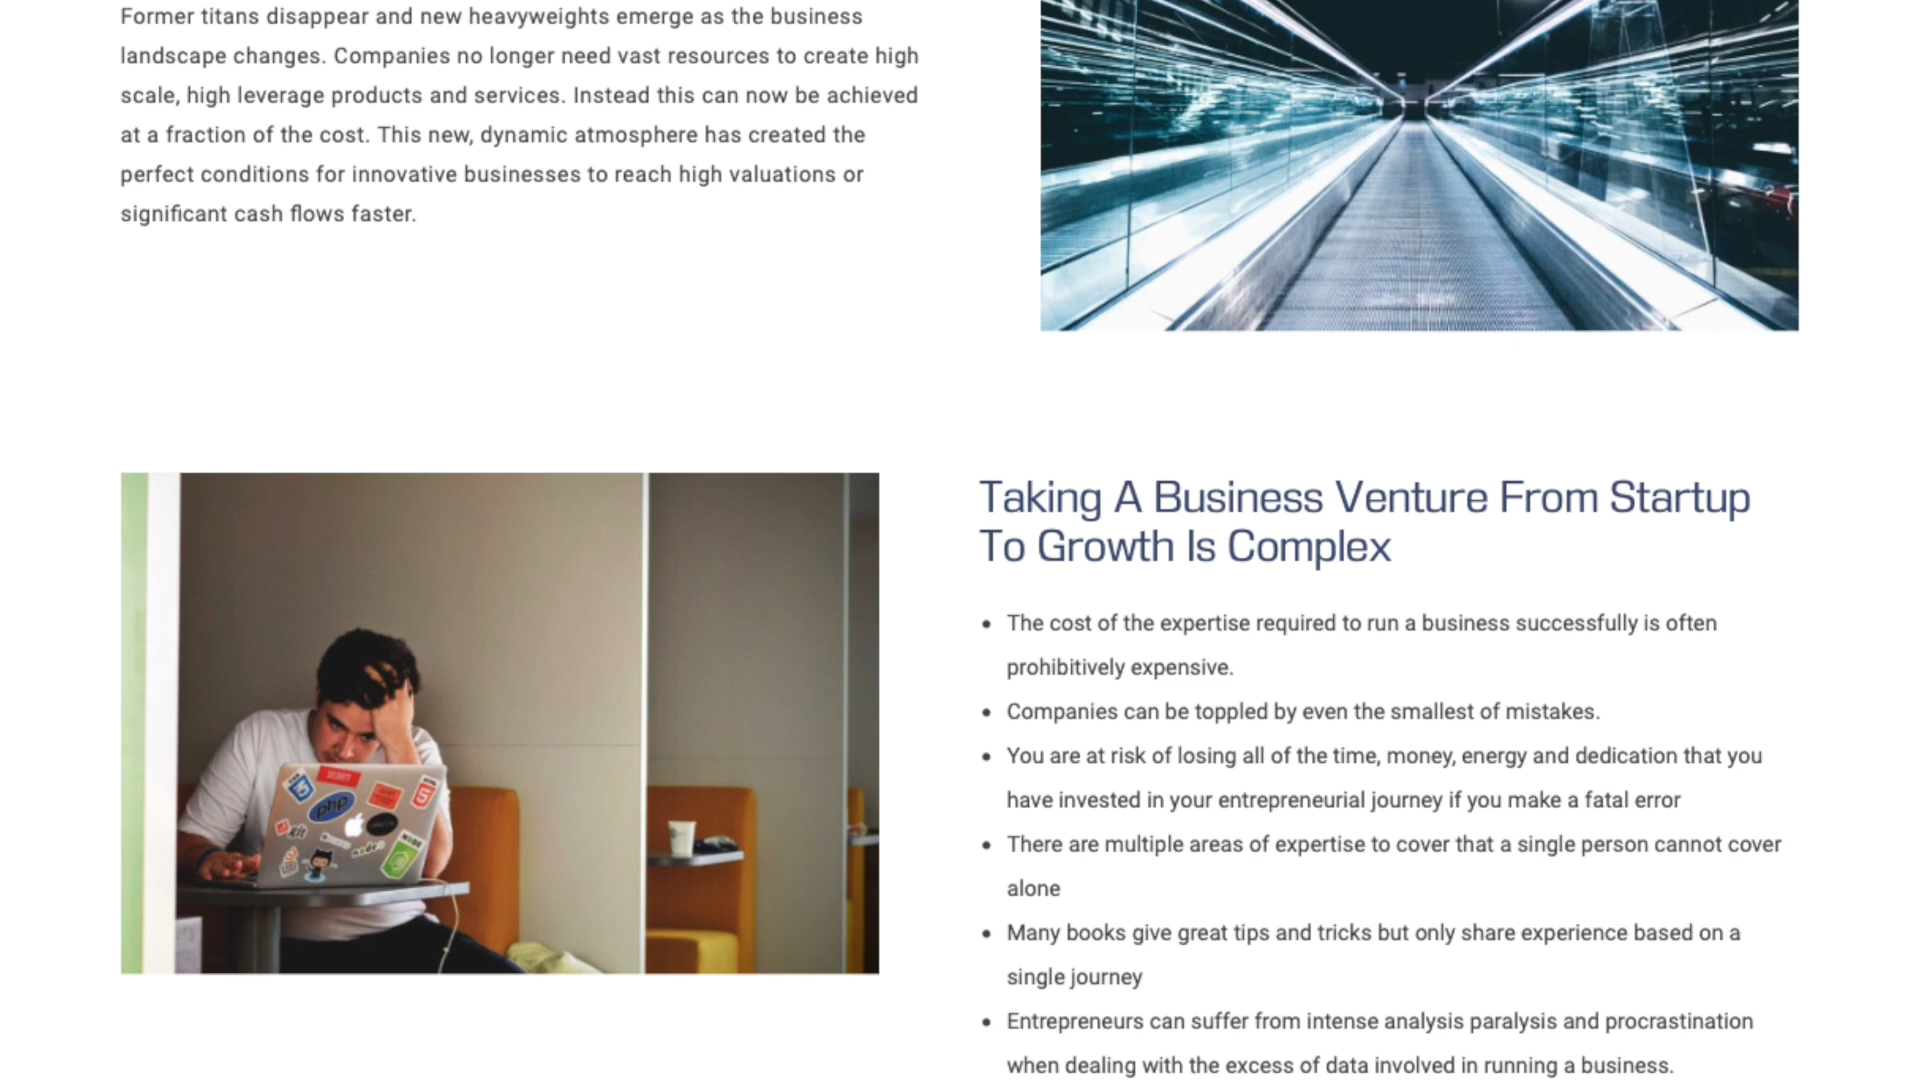 Former titans disappear and new heavyweights emerge as the business
landscape changes. Companies no longer need vast resources to create high
scale, high leverage products and services. Instead this can now be achieved
at a fraction of the cost. This new, dynamic atmosphere has created the
perfect conditions for innovative businesses to reach high valuations or
significant cash flows faster.
Taking A Business Venture From Startup
To Growth Is Complex
SECURITY
php
git
node
NODE
• The cost of the expertise required to run a business successfully is often
prohibitively expensive.
• Companies can be toppled by even the smallest of mistakes.
• You are at risk of losing all of the time, money, energy and dedication that you
have invested in your entrepreneurial journey if you make a fatal error
• There are multiple areas of expertise to cover that a single person cannot cover
alone
• Many books give great tips and tricks but only share experience based on a
single journey
• Entrepreneurs can suffer from intense analysis paralysis and procrastination
when dealing with the excess of data involved in running a business.